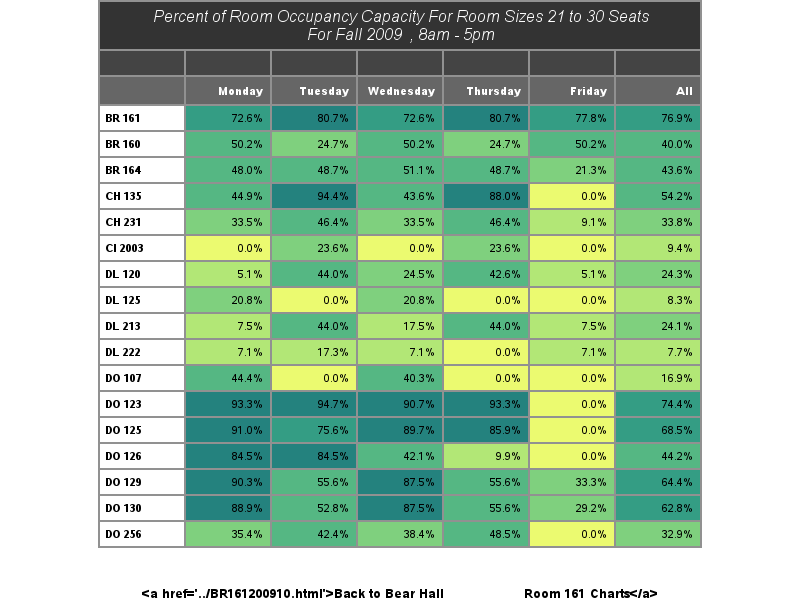 Percent of Room Occupancy Capacity For Room Sizes 21 to 30 Seats
For Fall 2009 , 8am - 5pm
Monday Tuesday Wednesday Thursday Friday All
BR 161 72.6% 80.7% 72.6% 80.7% 77.8% 76.9%
BR 160 50.2% 24.7% 50.2% 24.7% 50.2% 40.0%
BR 164 48.0% 48.7% 51.1% 48.7% 21.3% 43.6%
CH 135 44.9% 94.4% 43.6% 88.0% 0.0% 54.2%
CH 231 33.5% 46.4% 33.5% 46.4% 9.1% 33.8%
CI 2003 0.0% 23.6% 0.0% 23.6% 0.0% 9.4%
DL 120 5.1% 44.0% 24.5% 42.6% 5.1% 24.3%
DL 125 20.8% 0.0% 20.8% 0.0% 0.0% 8.3%
DL 213 7.5% 44.0% 17.5% 44.0% 7.5% 24.1%
DL 222 7.1% 17.3% 7.1% 0.0% 7.1% 7.7%
DO 107 44.4% 0.0% 40.3% 0.0% 0.0% 16.9%
DO 123 93.3% 94.7% 90.7% 93.3% 0.0% 74.4%
DO 125 91.0% 75.6% 89.7% 85.9% 0.0% 68.5%
DO 126 84.5% 84.5% 42.1% 9.9% 0.0% 44.2%
DO 129 90.3% 55.6% 87.5% 55.6% 33.3% 64.4%
DO 130 88.9% 52.8% 87.5% 55.6% 29.2% 62.8%
DO 256 35.4% 42.4% 38.4% 48.5% 0.0% 32.9%
<a href='../BR161200910.html'>Back to Bear Hall Room 161 Charts</a>